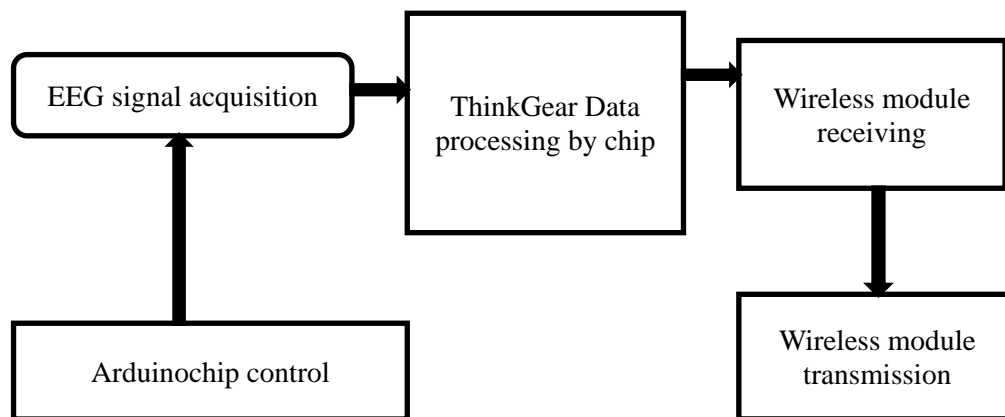 EEG signal acquisition
ThinkGear Data
processing by chip
Wireless module
receiving
Arduinochip control
Wireless module
transmission